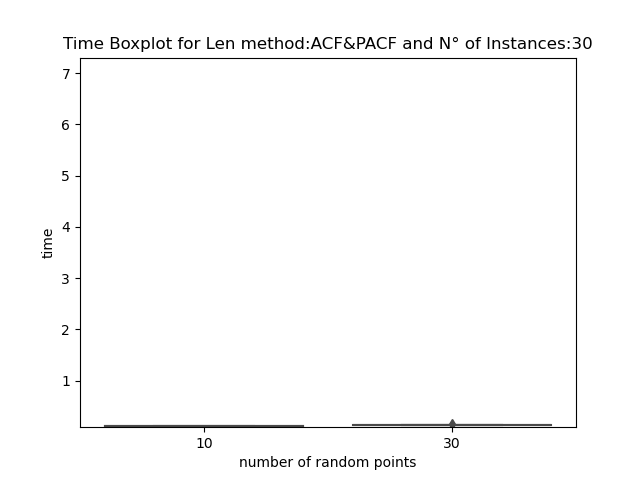 Time Boxplot for Len method:ACF&PACF and N° of Instances:30
7
6
5
4
3
2
1
time
10 30
number of random points